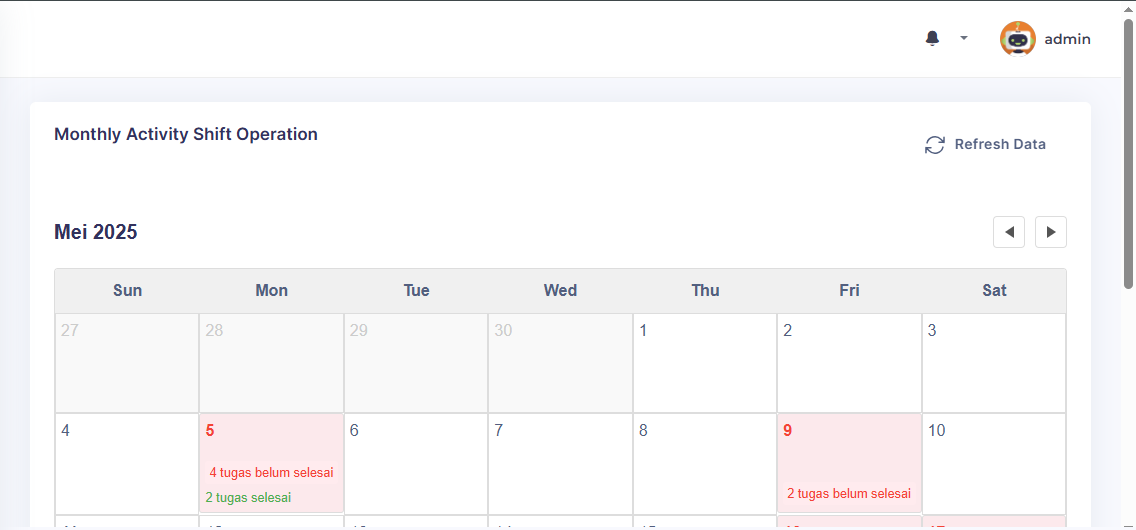 admin
Monthly Activity Shift Operation
Refresh Data
Mei 2025
Sun Mon Tue Wed Thu Fri Sat
27 28 29 30 1 2 3
4 5 6 7 8 9 10
4 tugas belum selesai
2 tugas selesai
2 tugas belum selesai